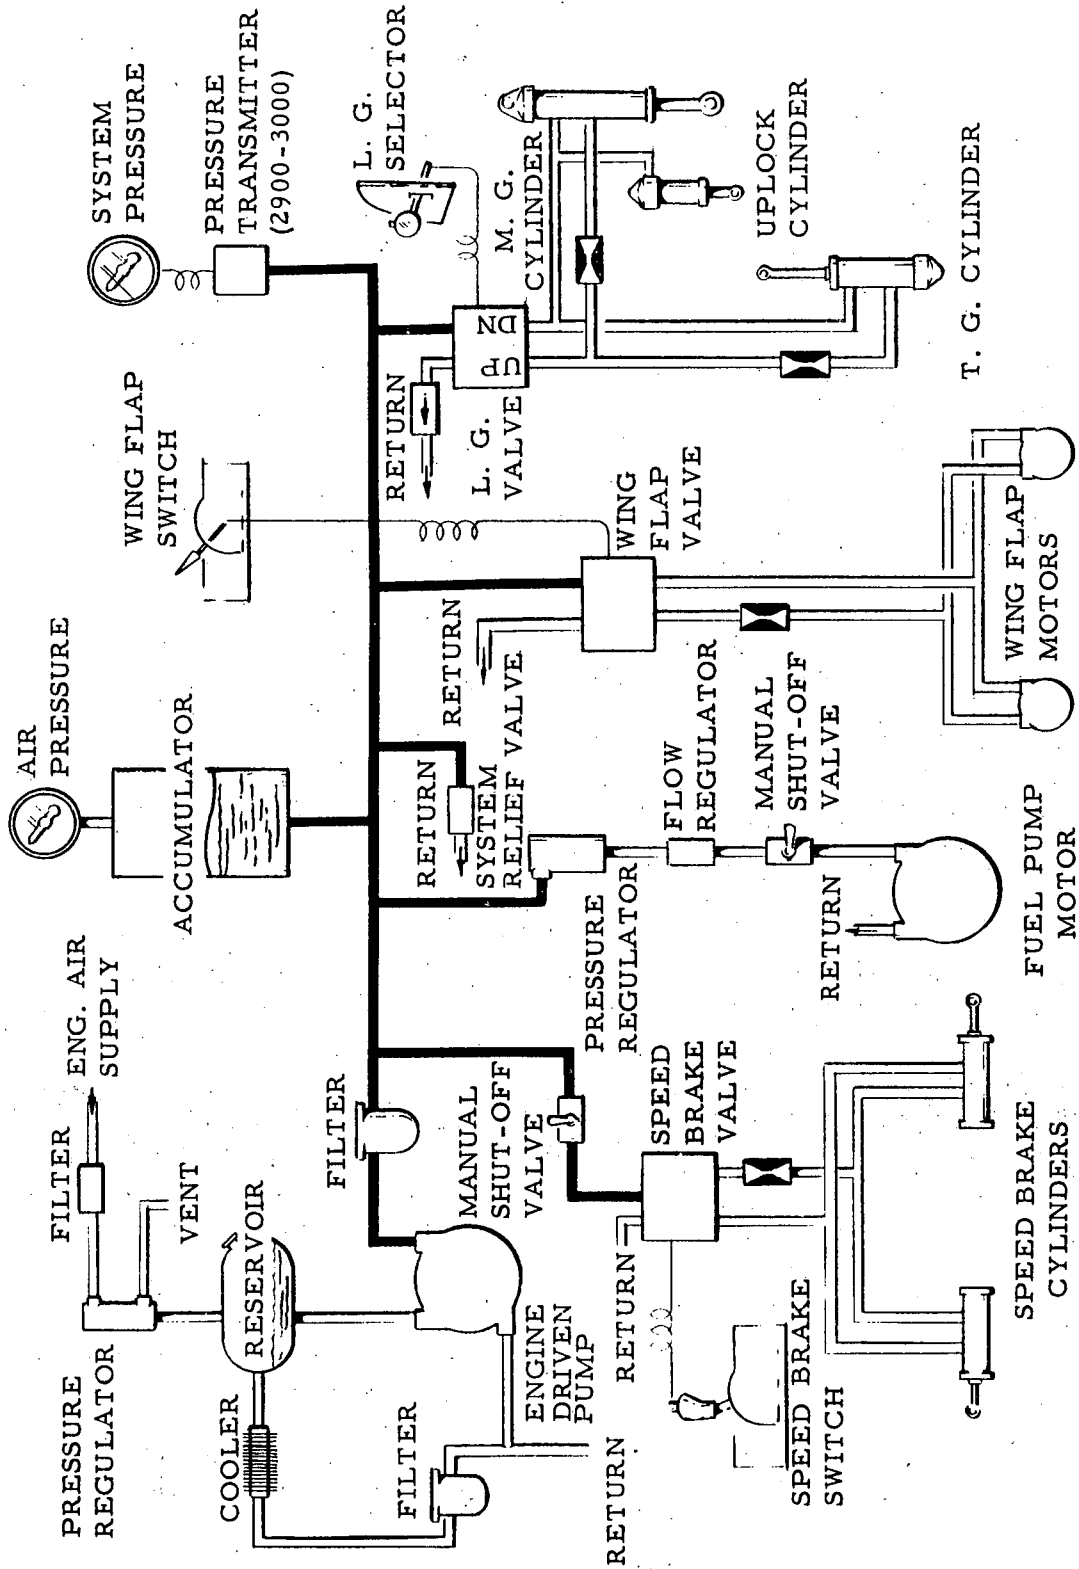 SYSTEM
PRESSURE
PRESSURE
TRANSMITTER
(2900-3000)
L. G.
SELECTOR
WING FLAP
SWITCH
AIR
PRESSURE
ACCUMULATOR
ENG. AIR
SUPPLY
FILTER
VENT
PRESSURE
REGULATOR
RESERVOIR
COOLER
FILTER
FILTER
ENGINE
DRIVEN
PUMP
RETURN
MANUAL
SHUT-OFF
VALVE
SPEED
BRAKE
VALVE
RETURN
SPEED BRAKE
SWITCH
SPEED BRAKE
CYLINDERS
PRESSURE
REGULATOR
FLOW
REGULATOR
MANUAL
SHUT-OFF
VALVE
RETURN
FUEL PUMP
MOTOR
RETURN
SYSTEM
RELIEF VALVE
RETURN
WING
FLAP
VALVE
WING FLAP
MOTORS
RETURN
L. G.
VALVE
UP
DN
M. G.
CYLINDER
UPLOCK
CYLINDER
T. G. CYLINDER